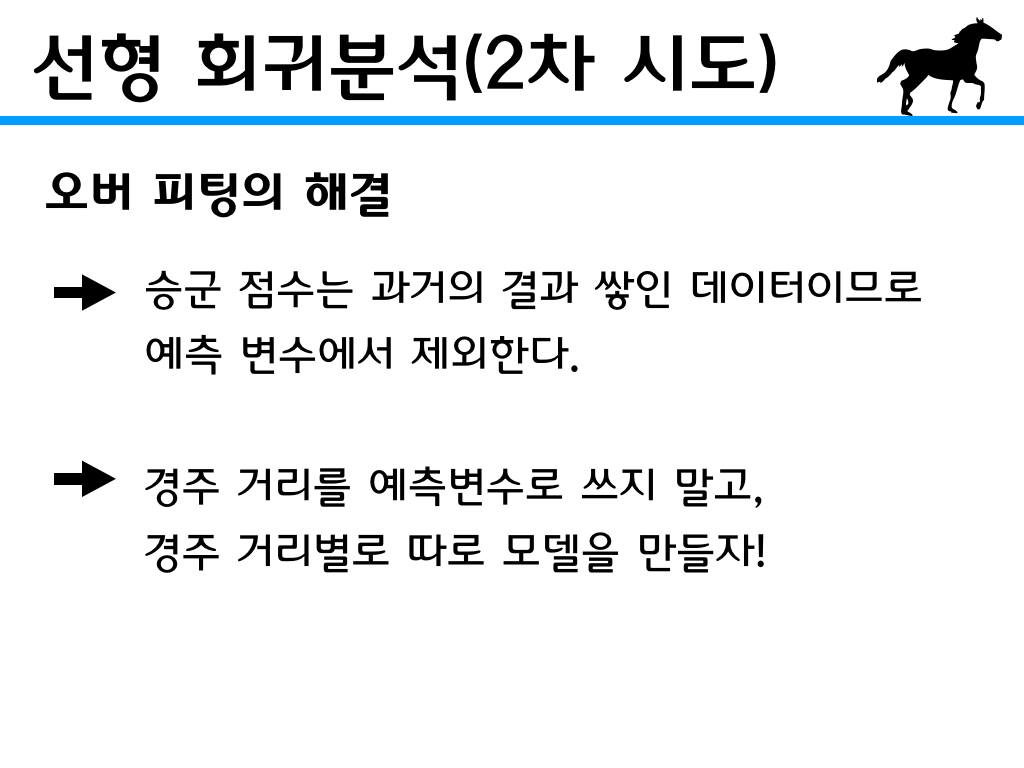 선형 회귀분석(2차 시도)
오버 피팅의 해결
승군 점수는 과거의 결과 쌓인 데이터이므로
예측 변수에서 제외한다.
경주 거리를 예측변수로 쓰지 말고,
경주 거리별로 따로 모델을 만들자!